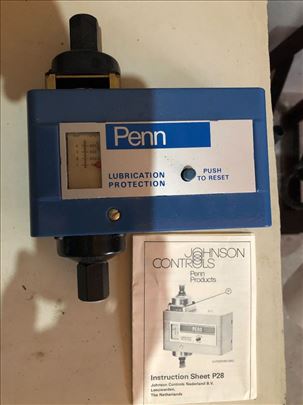 Penn
LUBRICATION
PROTECTION
PUSH
TO RESET
JOHNSON
CONTROLS
Penn
Products
PENN
Instruction Sheet P28
Johnson Controls Nederland B.V.
Leeuwarden,
The Netherlands